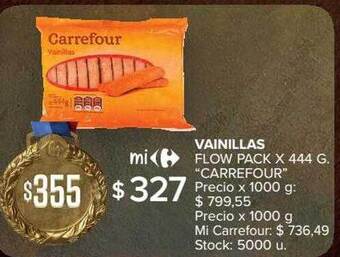 Carrefour
Vainillas
$355
mi
$327
VAINILLAS
FLOW PACK X 444 G.
"CARREFOUR"
Precio x 1000 g:
$ 799,55
Precio x 1000 g
Mi Carrefour: $ 736,49
Stock: 5000 u.